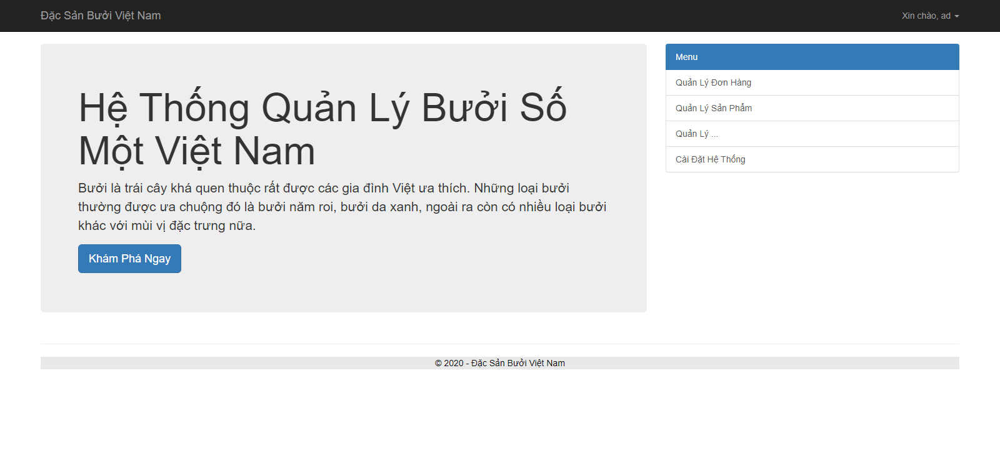 Đặc Sản Bưởi Việt Nam
Xin chào, ad
Hệ Thống Quản Lý Bưởi Số
Một Việt Nam
Bưởi là trái cây khá quen thuộc rất được các gia đình Việt ưa thích. Những loại bưởi
thường được ưa chuộng đó là bưởi năm roi, bưởi da xanh, ngoài ra còn có nhiều loại bưởi
khác với mùi vị đặc trưng nữa.
Khám Phá Ngay
Menu
Quản Lý Đơn Hàng
Quản Lý Sản Phẩm
Quản Lý ...
Cài Đặt Hệ Thống
© 2020 - Đặc Sản Bưởi Việt Nam